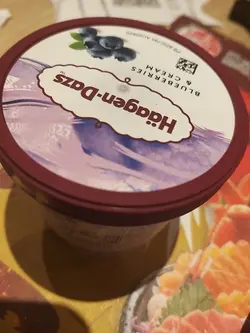 Häagen-Dazs
BLUEBERRIES
& CREAM